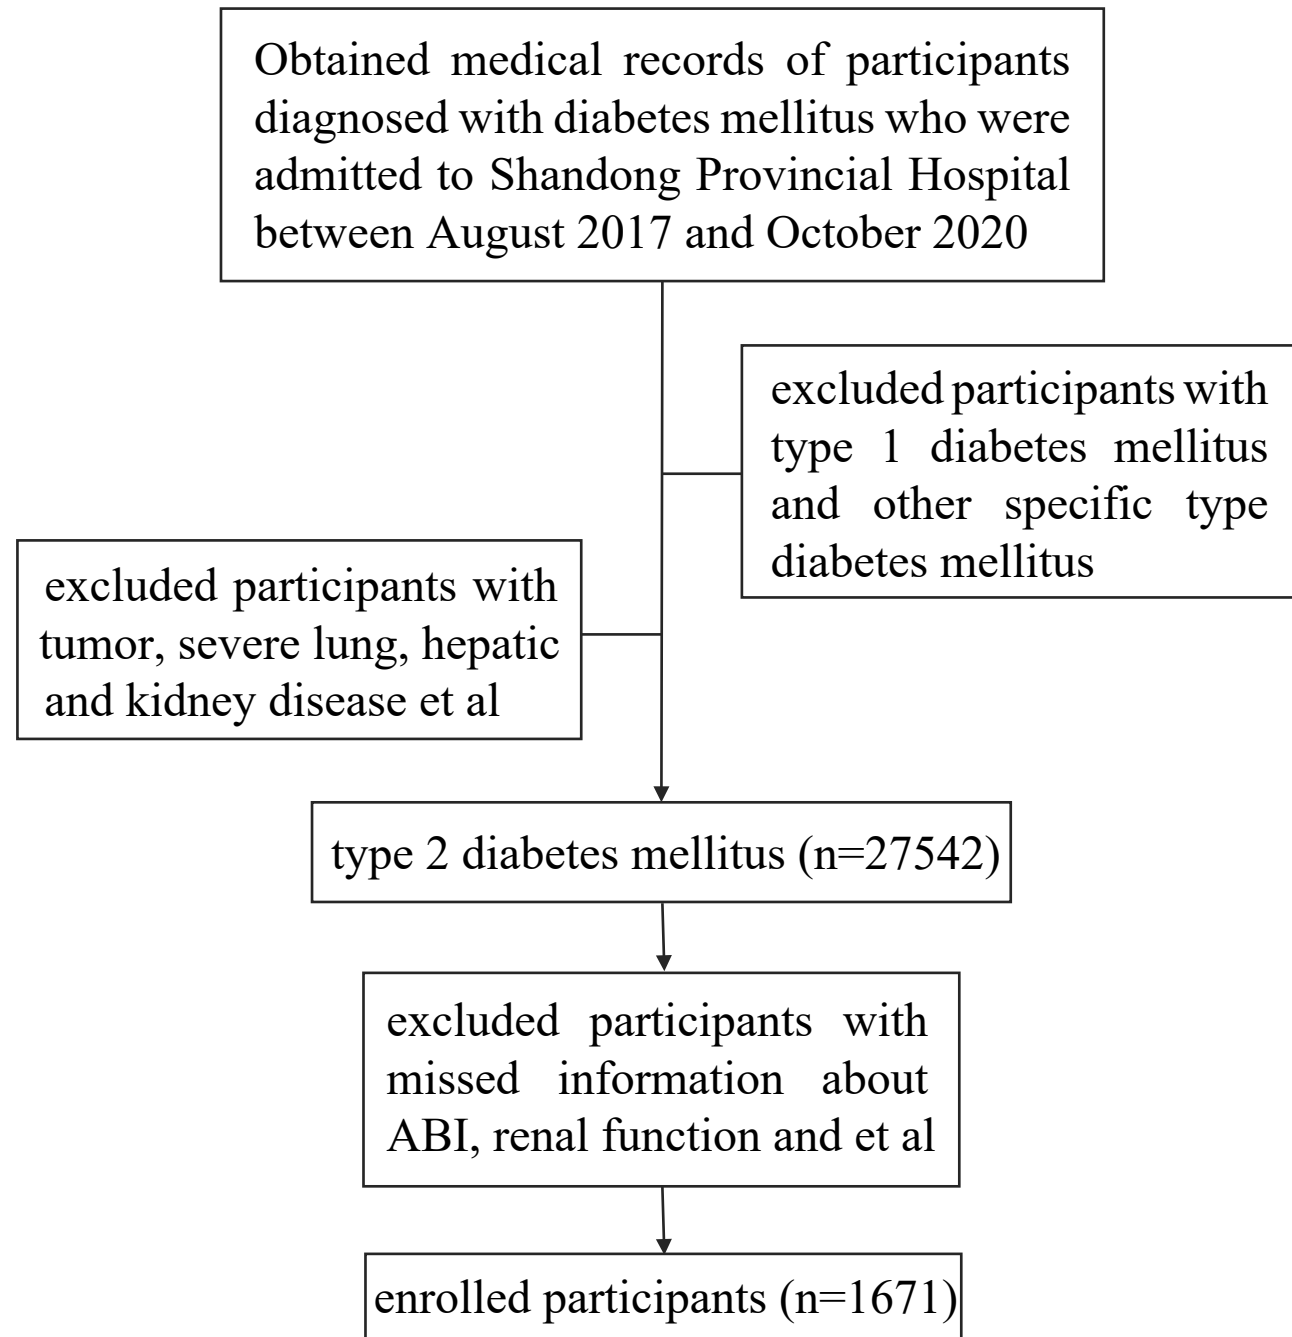 Obtained medical records of participants
diagnosed with diabetes mellitus who were
admitted to Shandong Provincial Hospital
between August 2017 and October 2020
excluded participants with
type 1 diabetes mellitus
and other specific type
diabetes mellitus
excluded participants with
tumor, severe lung, hepatic
and kidney disease et al
type 2 diabetes mellitus (n=27542)
excluded participants with
missed information about
ABI, renal function and et al
enrolled participants (n=1671)